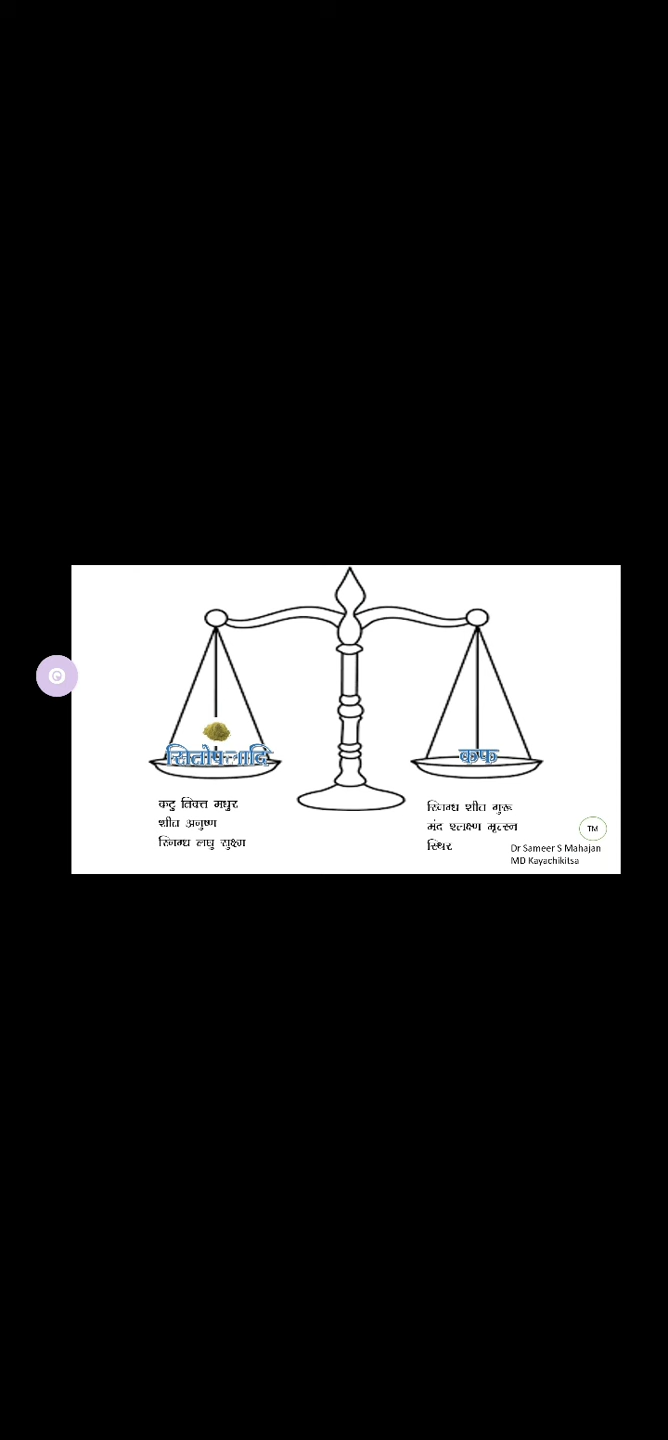 सितोपलादि
कफ
कटु तिक्त मधुर
शीत अनुष्ण
स्निग्ध लघु सुक्ष्म
स्निग्ध शीत गुरू
मंद श्लक्ष्ण मृत्स्न
स्थिर
TM
Dr Sameer S Mahajan
MD Kayachikitsa